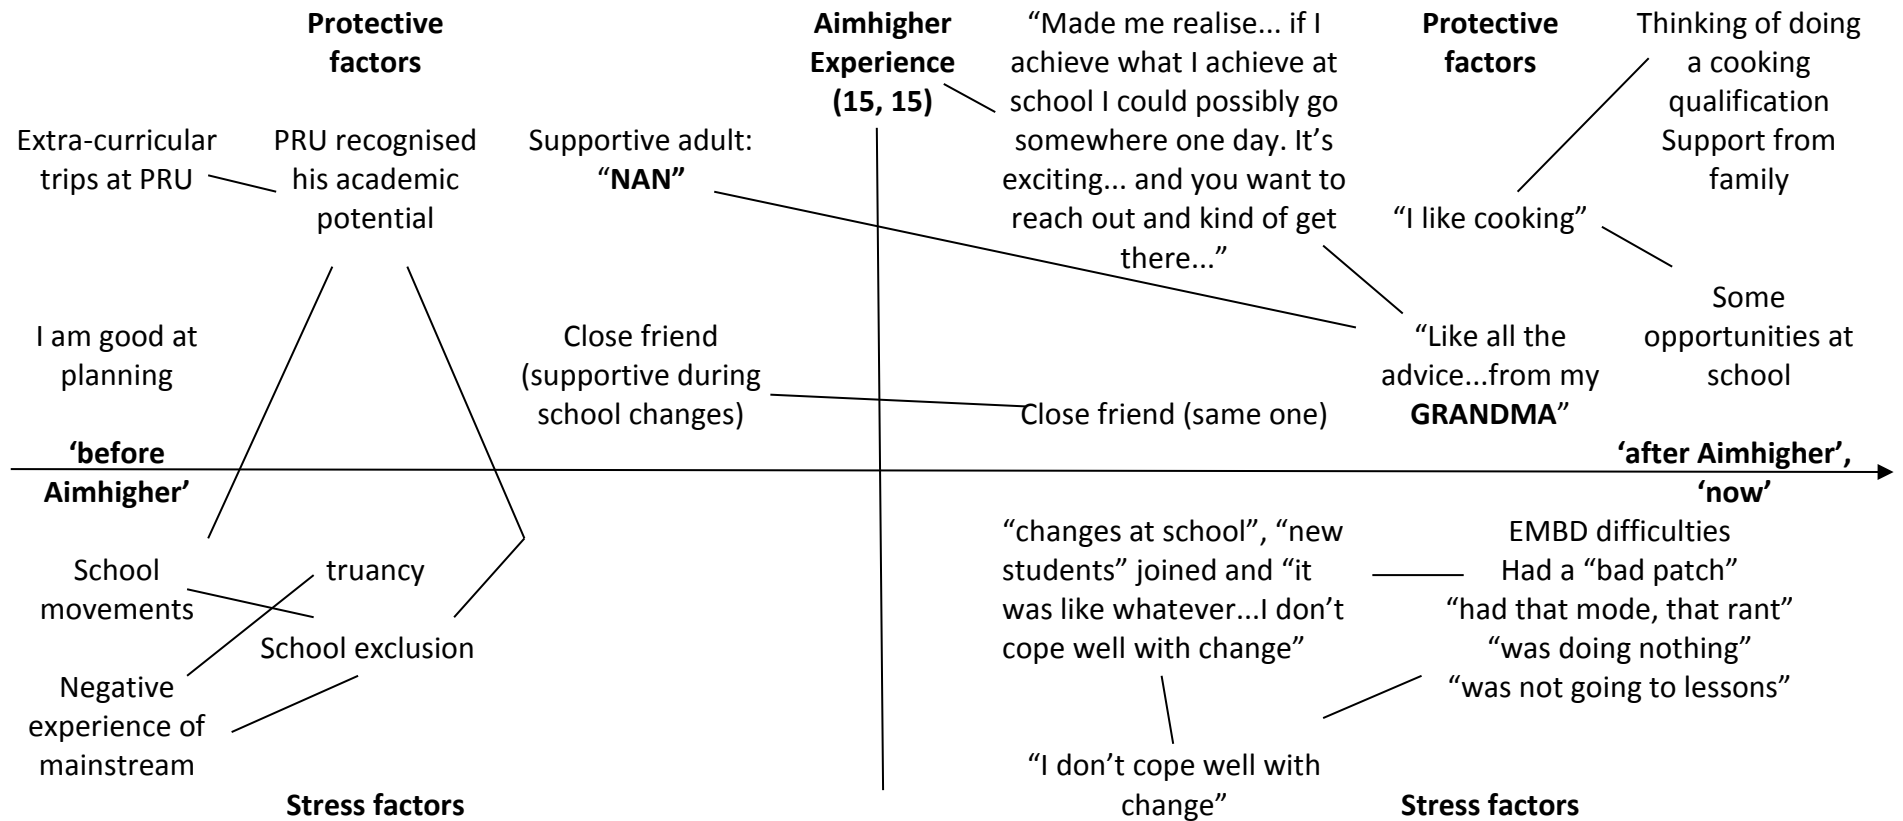 Protective
factors
Aimhigher
Experience
(15, 15)
“Made me realise... if I
achieve what I achieve at
school I could possibly go
somewhere one day. It’s
exciting... and you want to
reach out and kind of get
there...”
Protective
factors
Thinking of doing
a cooking
qualification
Support from
family
Extra-curricular
trips at PRU
PRU recognised
his academic
potential
Supportive adult:
“NAN”
“I like cooking”
Some
opportunities at
school
I am good at
planning
Close friend
(supportive during
school changes)
Close friend (same one)
“Like all the
advice...from my
GRANDMA”
‘before
Aimhigher’
‘after Aimhigher’,
‘now’
School
movements
truancy
School exclusion
Negative
experience of
mainstream
Stress factors
“changes at school”, “new
students” joined and “it
was like whatever...I don’t
cope well with change”
EMBD difficulties
Had a “bad patch”
“had that mode, that rant”
“was doing nothing”
“was not going to lessons”
“I don’t cope well with
change”
Stress factors